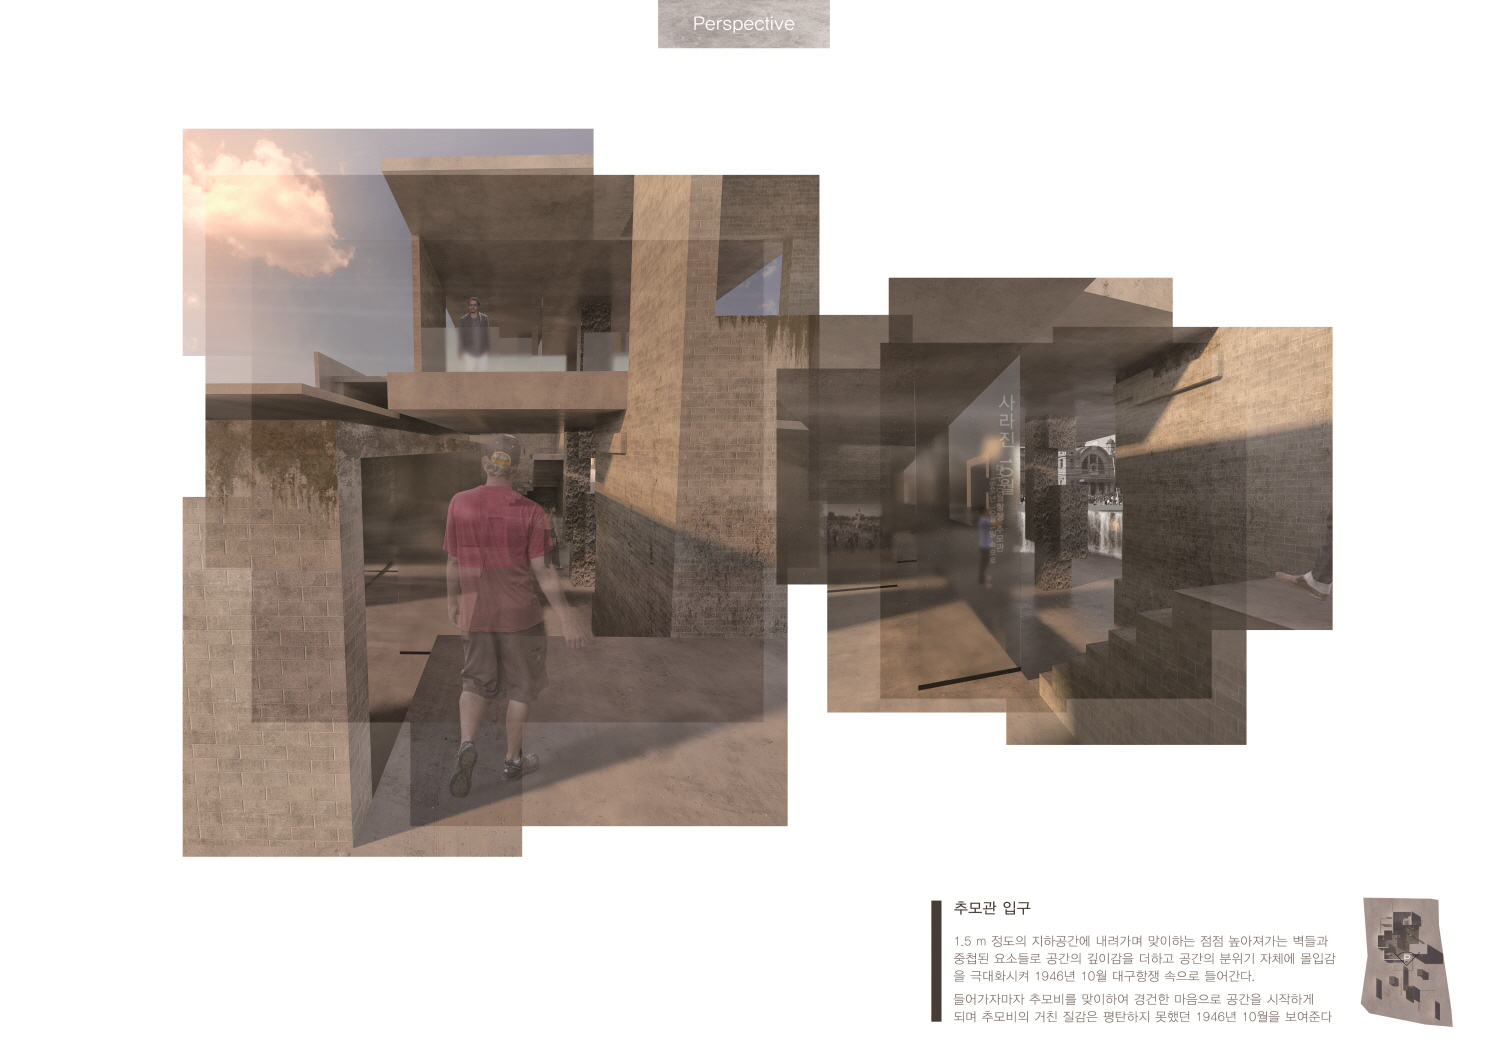 Perspective
사라진 10월
추모관 입구
1.5 m 정도의 지하공간에 내려가며 맞이하는 점점 높아져가는 벽들과
중첩된 요소들로 공간의 깊이감을 더하고 공간의 분위기 자체에 몰입감
을 극대화시켜 1946년 10월 대구항쟁 속으로 들어간다.
들어가자마자 추모비를 맞이하여 경건한 마음으로 공간을 시작하게
되며 추모비의 거친 질감은 평탄하지 못했던 1946년 10월을 보여준다
P